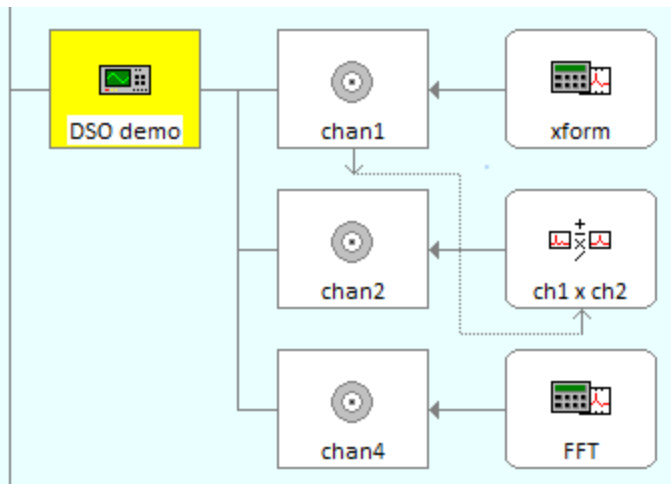 DSO demo
chan1
xform
chan2
ch1 x ch2
chan4
FFT